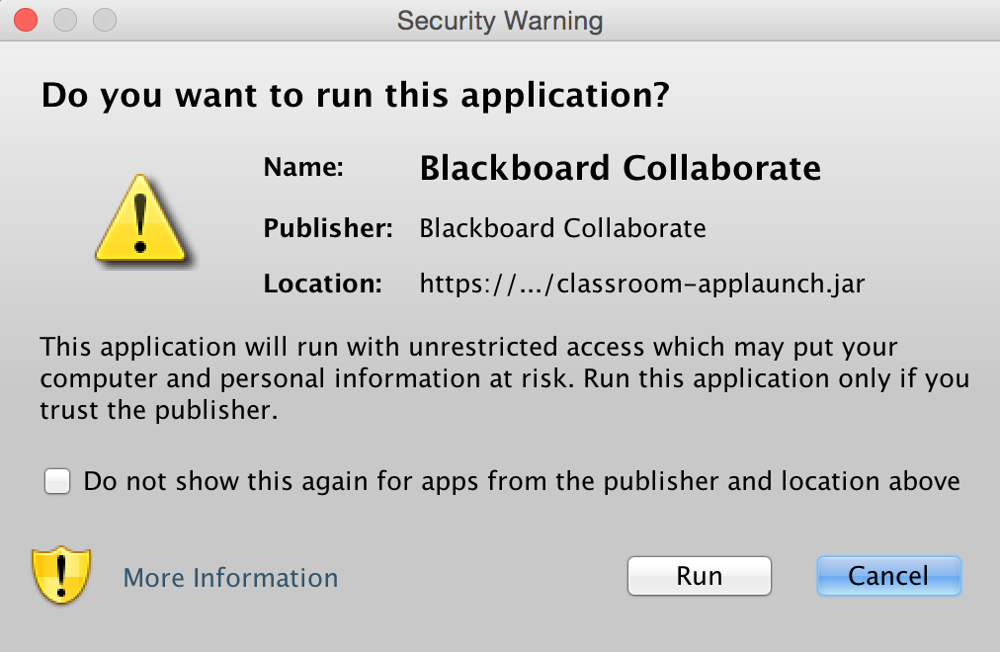 Security Warning
Do you want to run this application?
Name: Blackboard Collaborate
Publisher: Blackboard Collaborate
Location: https://.../classroom-applaunch.jar
This application will run with unrestricted access which may put your
computer and personal information at risk. Run this application only if you
trust the publisher.
Do not show this again for apps from the publisher and location above
More Information Run Cancel